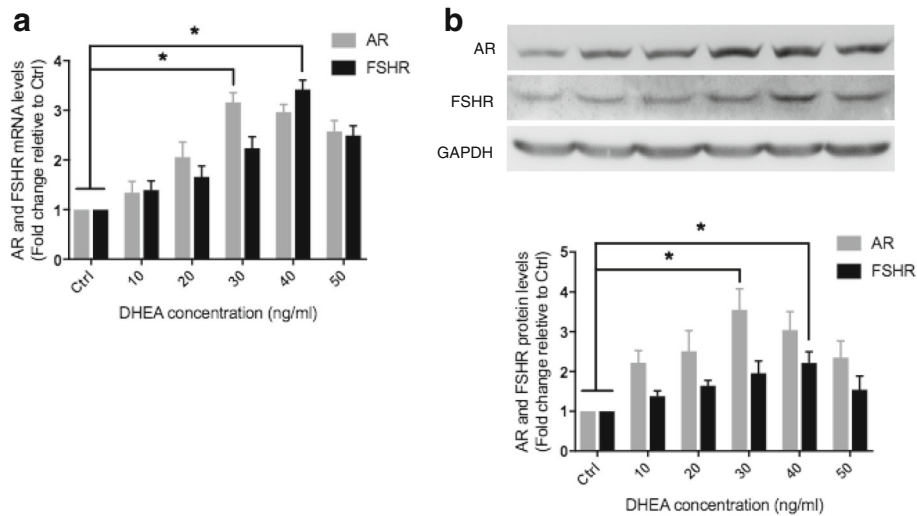 a
AR and FSHR mRNA levels
(Fold change reletive to Ctrl)
4
3
2
1
0
*
*
AR
FSHR
Ctrl
10
20
30
40
50
DHEA concentration (ng/ml)
b
AR
FSHR
GAPDH
AR and FSHR protein levels
(Fold change reletive to Ctrl)
5
4
3
2
1
0
*
*
AR
FSHR
Ctrl
10
20
30
40
50
DHEA concentration (ng/ml)